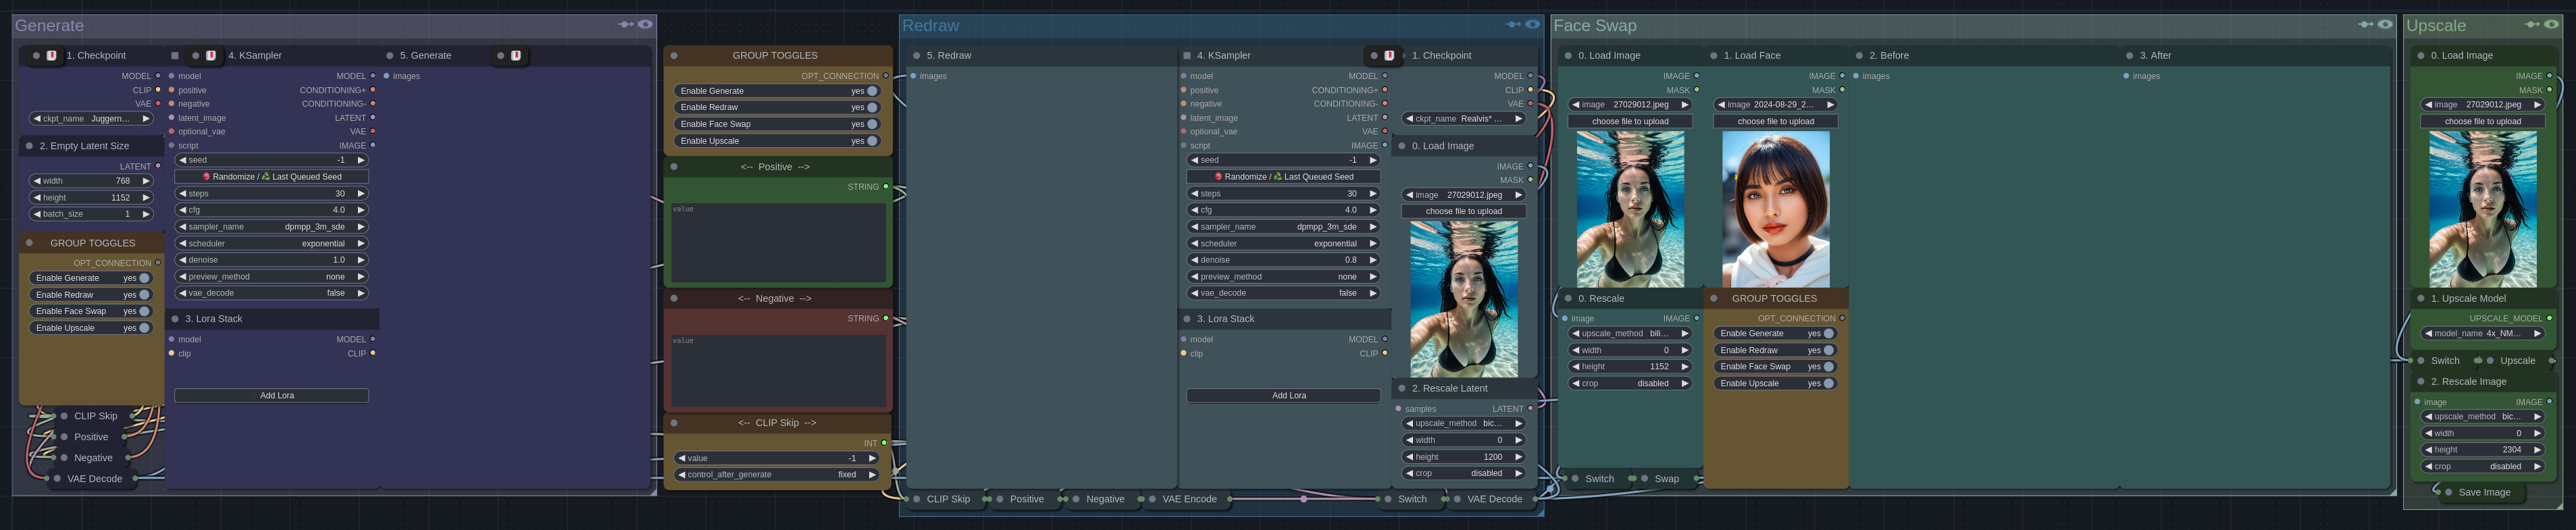 Generate
1. Checkpoint
MODEL
CLIP
VAE
ckpt_name Juggern...
2. Empty Latent Size
LATENT
width 768
height 1152
batch_size 1
GROUP TOGGLES
OPT_CONNECTION
Enable Generate yes
Enable Redraw yes
Enable Face Swap yes
Enable Upscale yes
CLIP Skip
Positive
Negative
VAE Decode
4. KSampler
model MODEL
positive CONDITIONING+
negative CONDITIONING-
latent_image LATENT
optional_vae VAE
script IMAGE
seed -1
Randomize / Last Queued Seed
steps 30
cfg 4.0
sampler_name dpmpp_3m_sde
scheduler exponential
denoise 1.0
preview_method none
vae_decode false
3. Lora Stack
model MODEL
clip CLIP
Add Lora
5. Generate
images
GROUP TOGGLES
OPT_CONNECTION
Enable Generate yes
Enable Redraw yes
Enable Face Swap yes
Enable Upscale yes
<-- Positive -->
STRING
value
<-- Negative -->
STRING
value
<-- CLIP Skip -->
INT
value -1
control_after_generate fixed
Redraw
5. Redraw
images
4. KSampler
model MODEL
positive CONDITIONING+
negative CONDITIONING-
latent_image LATENT
optional_vae VAE
script IMAGE
seed -1
Randomize / Last Queued Seed
steps 30
cfg 4.0
sampler_name dpmpp_3m_sde
scheduler exponential
denoise 0.8
preview_method none
vae_decode false
3. Lora Stack
model MODEL
clip CLIP
Add Lora
1. Checkpoint
MODEL
CLIP
VAE
ckpt_name Realvis* ...
0. Load Image
IMAGE
MASK
image 27029012.jpeg
choose file to upload
2. Rescale Latent
samples LATENT
upscale_method bic...
width 0
height 1200
crop disabled
CLIP Skip
Positive
Negative
VAE Encode
Switch
VAE Decode
Face Swap
0. Load Image
IMAGE
MASK
image 27029012.jpeg
choose file to upload
0. Rescale
image IMAGE
upscale_method bili...
width 0
height 1152
crop disabled
Switch
Swap
1. Load Face
IMAGE
MASK
image 2024-08-29_2...
choose file to upload
GROUP TOGGLES
OPT_CONNECTION
Enable Generate yes
Enable Redraw yes
Enable Face Swap yes
Enable Upscale yes
2. Before
images
3. After
images
Upscale
0. Load Image
IMAGE
MASK
image 27029012.jpeg
choose file to upload
1. Upscale Model
UPSCALE_MODEL
model_name 4x_NM...
Switch
Upscale
2. Rescale Image
image IMAGE
upscale_method bic...
width 0
height 2304
crop disabled
Save Image